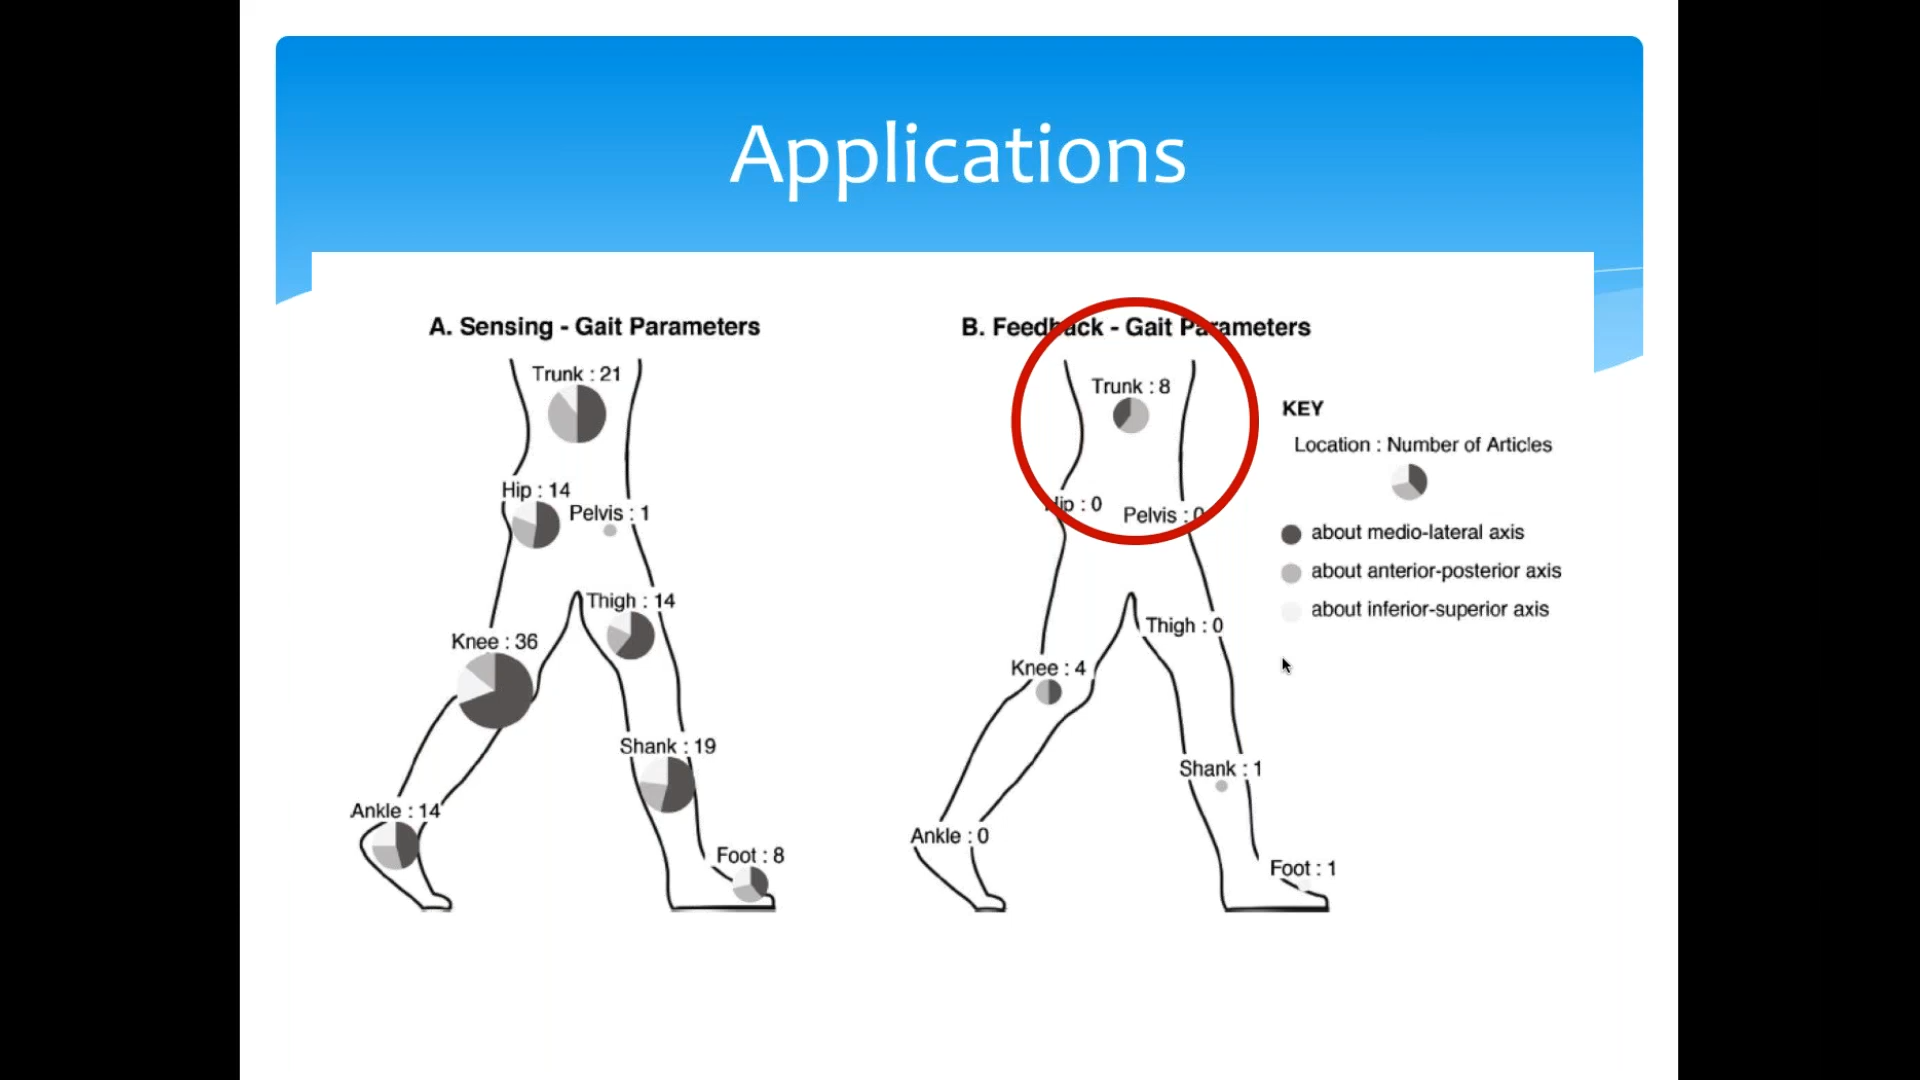 Applications
A. Sensing - Gait Parameters
Trunk : 21
Hip : 14
Pelvis : 1
Thigh : 14
Knee : 36
Shank : 19
Ankle : 14
Foot : 8
B. Feedback - Gait Parameters
Trunk : 8
Hip : 0
Pelvis : 0
Thigh : 0
Knee : 4
Shank : 1
Ankle : 0
Foot : 1
KEY
Location : Number of Articles
about medio-lateral axis
about anterior-posterior axis
about inferior-superior axis